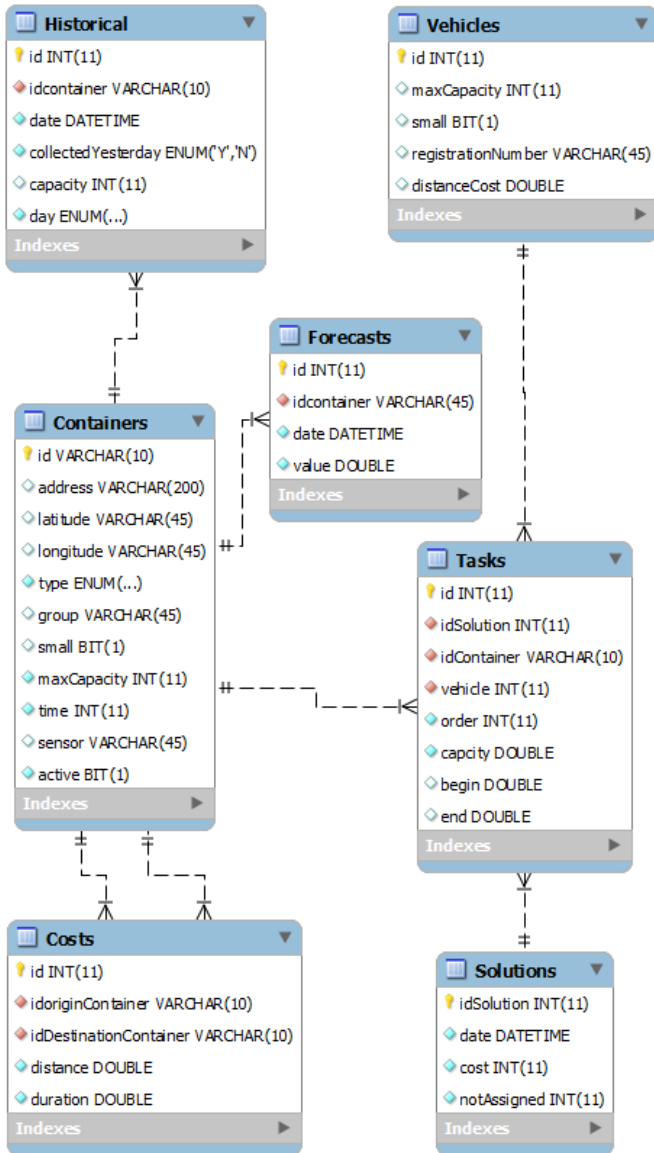 Historical
id INT(11)
idcontainer VARCHAR(10)
date DATETIME
collectedYesterday ENUM('Y','N')
capacity INT(11)
day ENUM(...)
Indexes
Vehicles
id INT(11)
maxCapacity INT(11)
small BIT(1)
registrationNumber VARCHAR(45)
distanceCost DOUBLE
Indexes
Forecasts
id INT(11)
idcontainer VARCHAR(45)
date DATETIME
value DOUBLE
Indexes
Containers
id VARCHAR(10)
address VARCHAR(200)
latitude VARCHAR(45)
longitude VARCHAR(45)
type ENUM(...)
group VARCHAR(45)
small BIT(1)
maxCapacity INT(11)
time INT(11)
sensor VARCHAR(45)
active BIT(1)
Indexes
Tasks
id INT(11)
idSolution INT(11)
idContainer VARCHAR(10)
vehicle INT(11)
order INT(11)
capcity DOUBLE
begin DOUBLE
end DOUBLE
Indexes
Costs
id INT(11)
idoriginContainer VARCHAR(10)
idDestinationContainer VARCHAR(10)
distance DOUBLE
duration DOUBLE
Indexes
Solutions
idSolution INT(11)
date DATETIME
cost INT(11)
notAssigned INT(11)
Indexes